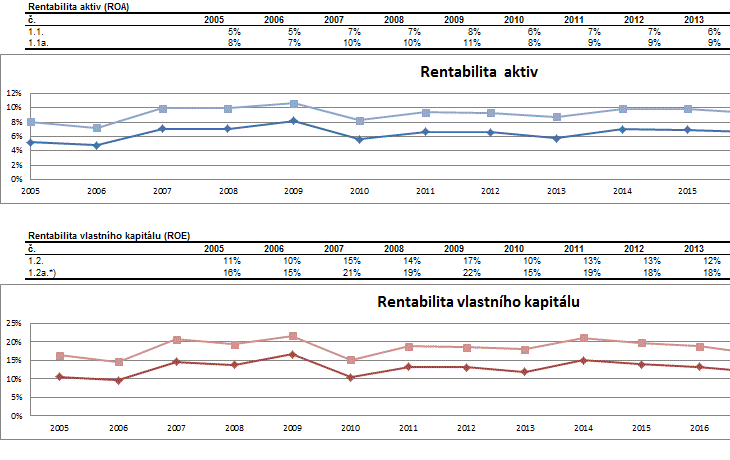 Rentabilita aktiv (ROA)
č. 2005 2006 2007 2008 2009 2010 2011 2012 2013
1.1. 5% 5% 7% 7% 8% 6% 7% 7% 6%
1.1a. 8% 7% 10% 10% 11% 8% 9% 9% 9%
Rentabilita aktiv
12%
10%
8%
6%
4%
2%
0%
2005 2006 2007 2008 2009 2010 2011 2012 2013 2014 2015
Rentabilita vlastního kapitálu (ROE)
č. 2005 2006 2007 2008 2009 2010 2011 2012 2013
1.2. 11% 10% 15% 14% 17% 10% 13% 13% 12%
1.2a.*) 16% 15% 21% 19% 22% 15% 19% 18% 18%
Rentabilita vlastního kapitálu
25%
20%
15%
10%
5%
0%
2005 2006 2007 2008 2009 2010 2011 2012 2013 2014 2015 2016